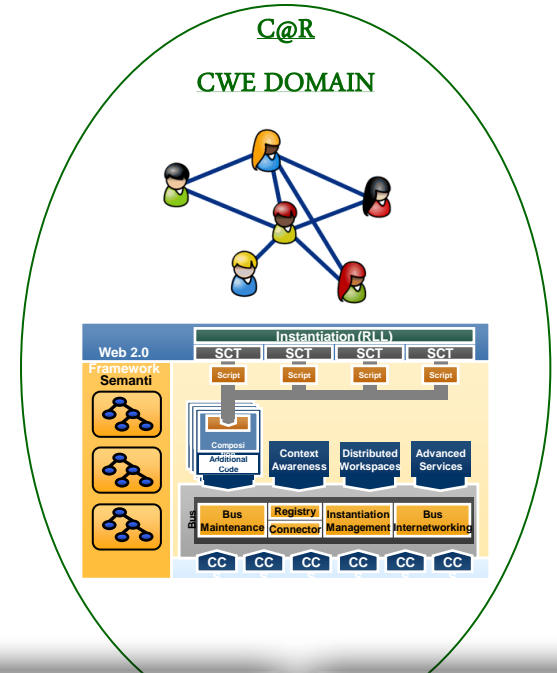 C@R
CWE DOMAIN
Instantiation (RLL)
Web 2.0
SCT SCT SCT SCT
Framework
Script Script Script Script
Semanti
Composi
Additional
Code
Context
Awareness
Distributed
Workspaces
Advanced
Services
Bus
Bus
Maintenance
Registry
Connector
Instantiation
Management
Bus
Internetworking
CC CC CC CC CC CC